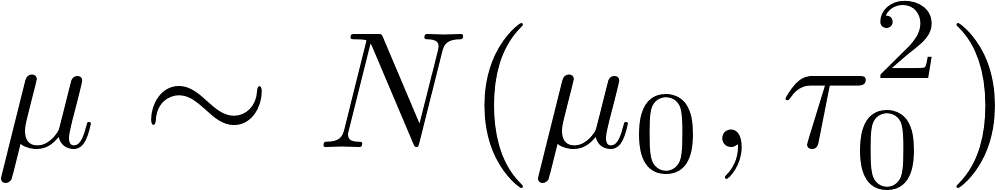 μ ∼ N(μ₀, τ₀²)